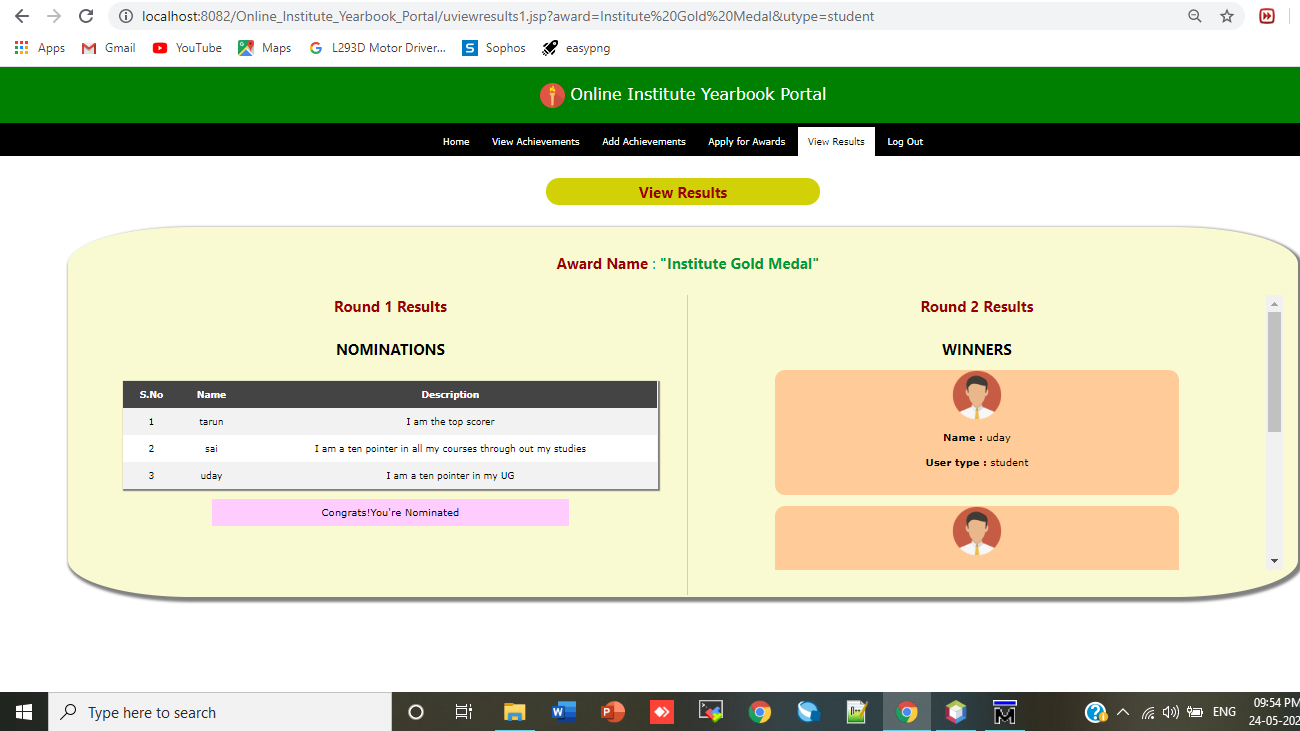 localhost:8082/Online_Institute_Yearbook_Portal/uviewresults1.jsp?award=Institute%20Gold%20Medal&utype=student
Apps Gmail YouTube Maps L293D Motor Driver... Sophos easypng
Online Institute Yearbook Portal
Home View Achievements Add Achievements Apply for Awards View Results Log Out
View Results
Award Name : "Institute Gold Medal"
Round 1 Results
NOMINATIONS
S.No Name Description
1 tarun I am the top scorer
2 sai I am a ten pointer in all my courses through out my studies
3 uday I am a ten pointer in my UG
Congrats!You're Nominated
Round 2 Results
WINNERS
Name : uday
User type : student
Type here to search
ENG
09:54 PM
24-05-202